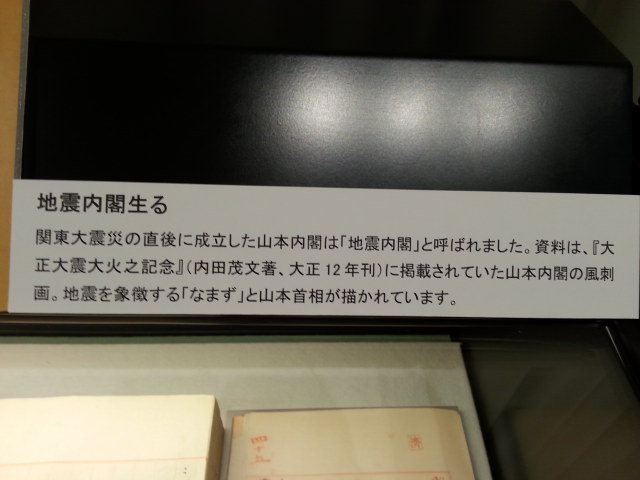 地震内閣生る
関東大震災の直後に成立した山本内閣は「地震内閣」と呼ばれました。資料は、『大
正大震大火之記念』（内田茂文著、大正12年刊）に掲載されていた山本内閣の風刺
画。地震を象徴する「なまず」と山本首相が描かれています。
四十九